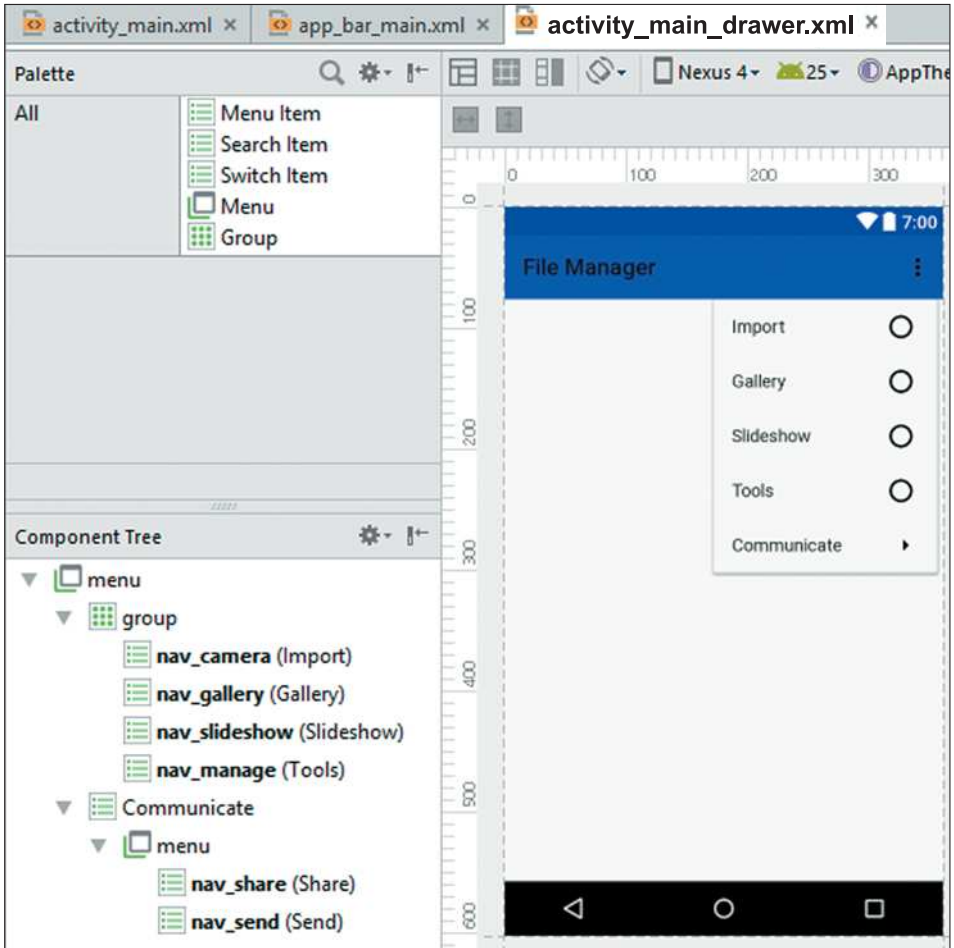 activity_main.xml × app_bar_main.xml × activity_main_drawer.xml ×
Palette
Nexus 4 25 AppThe
All
Menu Item
Search Item
Switch Item
Menu
Group
0 100 200 300
0
100
200
300
400
500
600
7:00
File Manager
Import
Gallery
Slideshow
Tools
Communicate
Component Tree
menu
group
nav_camera (Import)
nav_gallery (Gallery)
nav_slideshow (Slideshow)
nav_manage (Tools)
Communicate
menu
nav_share (Share)
nav_send (Send)